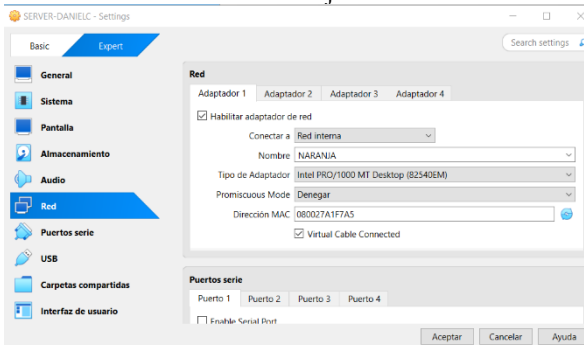 SERVER-DANIELC - Settings
Basic Expert
Search settings
General
Sistema
Pantalla
Almacenamiento
Audio
Red
Puertos serie
USB
Carpetas compartidas
Interfaz de usuario
Red
Adaptador 1 Adaptador 2 Adaptador 3 Adaptador 4
Habilitar adaptador de red
Conectar a Red interna
Nombre NARANJA
Tipo de Adaptador Intel PRO/1000 MT Desktop (82540EM)
Promiscuous Mode Denegar
Dirección MAC 080027A1F7A5
Virtual Cable Connected
Puertos serie
Puerto 1 Puerto 2 Puerto 3 Puerto 4
Enable Serial Port
Aceptar Cancelar Ayuda